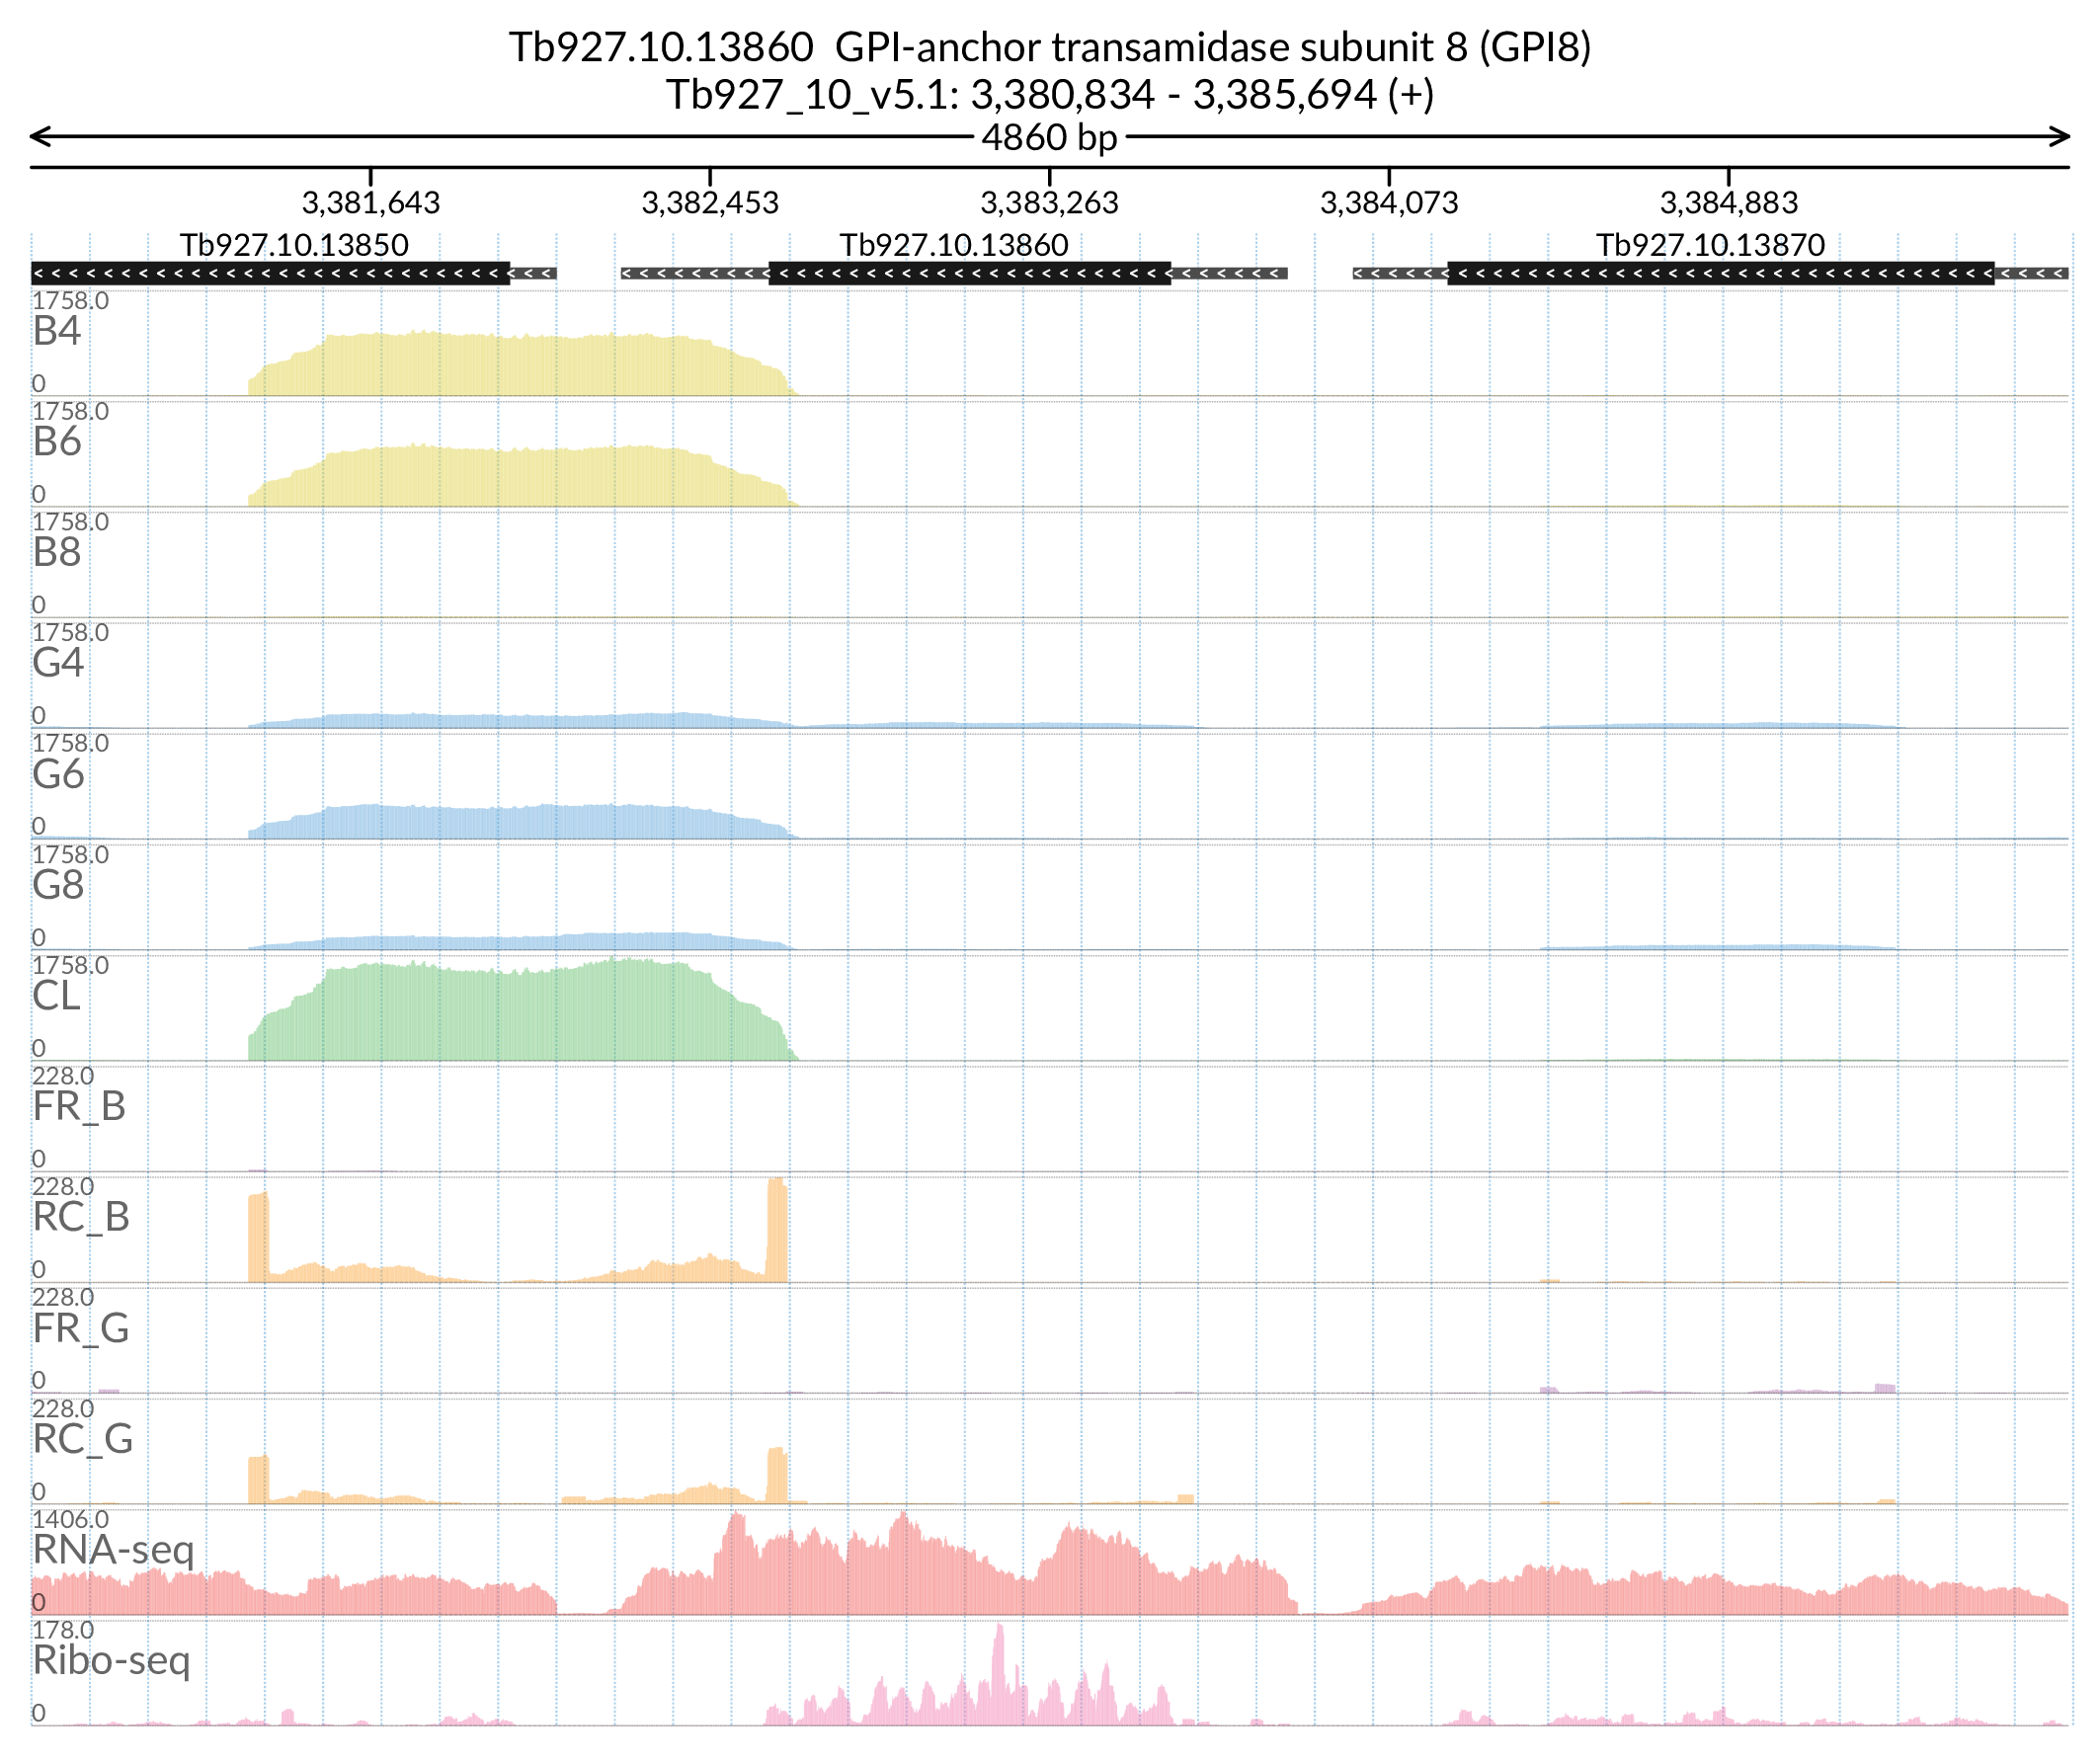 Tb927.10.13860 GPI-anchor transamidase subunit 8 (GPI8)
Tb927_10_v5.1: 3,380,834 - 3,385,694 (+)
4860 bp
3,381,643 3,382,453 3,383,263 3,384,073 3,384,883
Tb927.10.13850 Tb927.10.13860 Tb927.10.13870
1758.0
B4
0
1758.0
B6
0
1758.0
B8
0
1758.0
G4
0
1758.0
G6
0
1758.0
G8
0
1758.0
CL
0
228.0
FR_B
0
228.0
RC_B
0
228.0
FR_G
0
228.0
RC_G
0
1406.0
RNA-seq
0
178.0
Ribo-seq
0